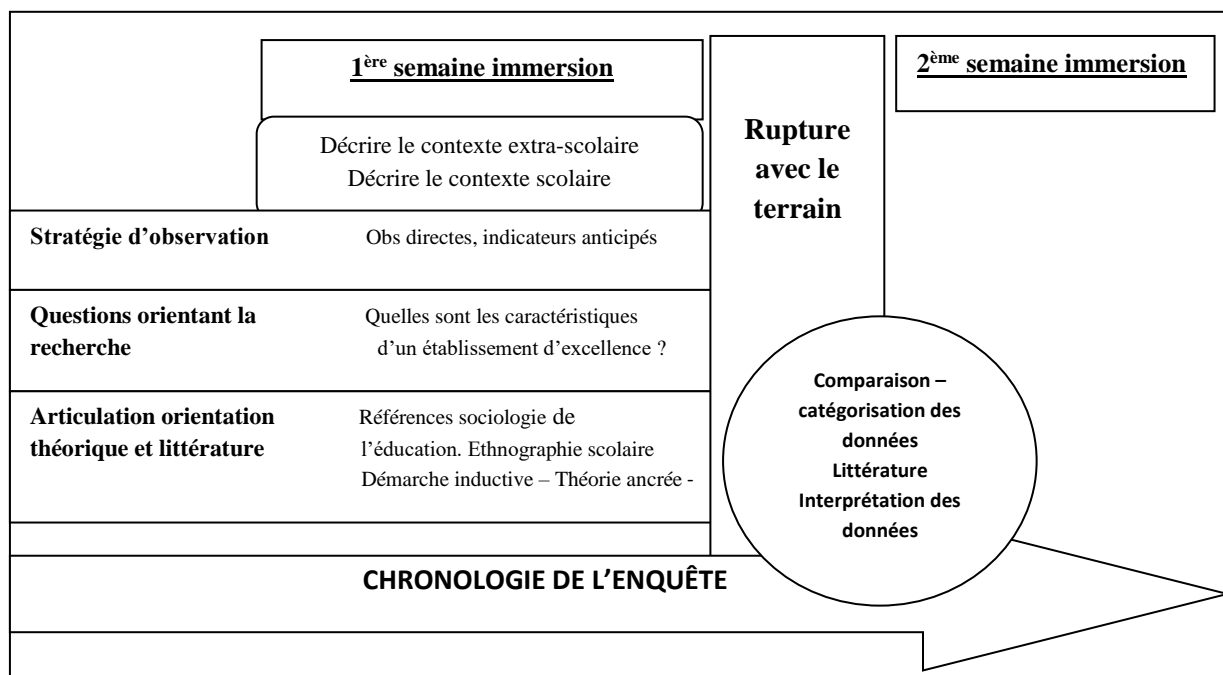 1ère semaine immersion
Décrire le contexte extra-scolaire
Décrire le contexte scolaire
Rupture
avec le
terrain
2ème semaine immersion
Stratégie d’observation
Obs directes, indicateurs anticipés
Questions orientant la
recherche
Quelles sont les caractéristiques
d’un établissement d’excellence ?
Articulation orientation
théorique et littérature
Références sociologie de
l’éducation. Ethnographie scolaire
Démarche inductive – Théorie ancrée -
Comparaison –
catégorisation des
données
Littérature
Interprétation des
données
CHRONOLOGIE DE L’ENQUÊTE